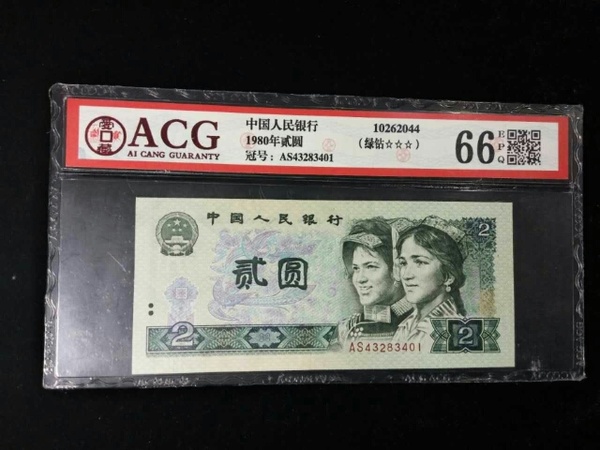 ACG
AI CANG GUARANTY
中国人民银行
1980年贰圆
冠号：AS43283401
10262044
（绿钻☆☆☆）
66
EPQ
中国人民银行
贰圆
2
2
2
AS43283401